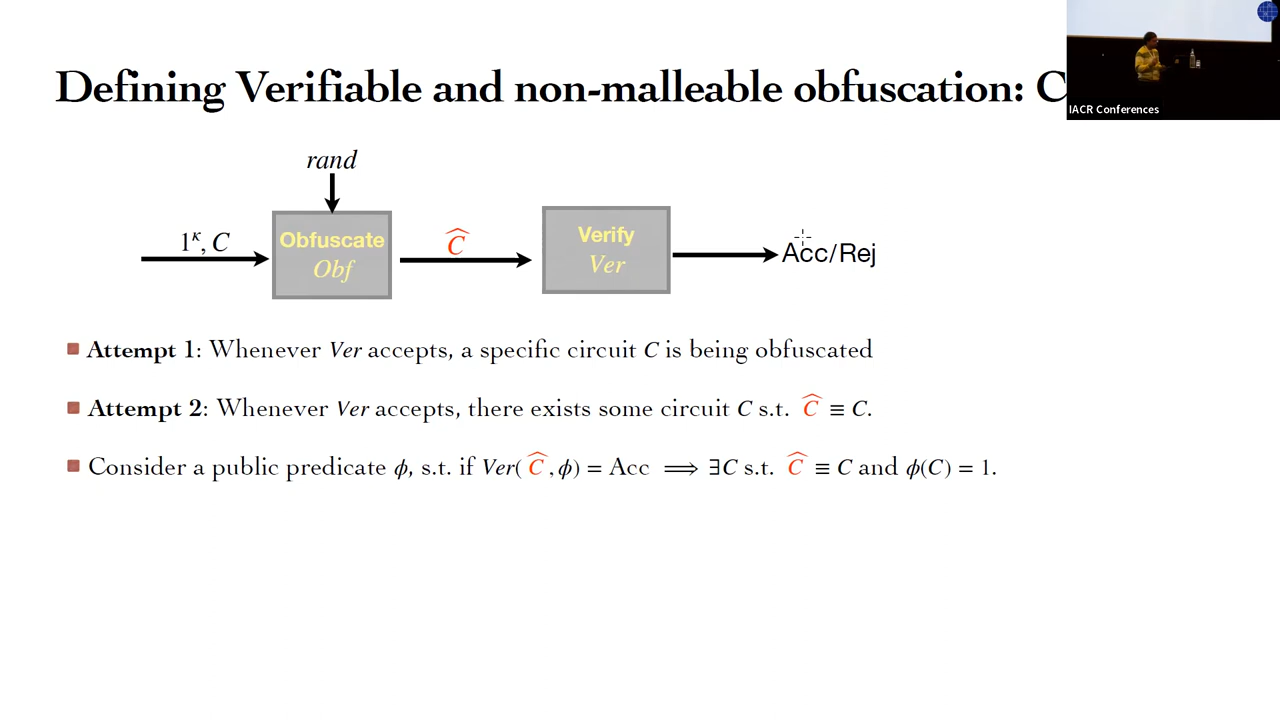 Defining Verifiable and non-malleable obfuscation: C
IACR Conferences
rand
1^κ, C
Obfuscate
Obf
Ĉ
Verify
Ver
Acc/Rej
Attempt 1: Whenever Ver accepts, a specific circuit C is being obfuscated
Attempt 2: Whenever Ver accepts, there exists some circuit C s.t. Ĉ ≡ C.
Consider a public predicate ϕ, s.t. if Ver( Ĉ , ϕ) = Acc ⟹ ∃C s.t. Ĉ ≡ C and ϕ(C) = 1.